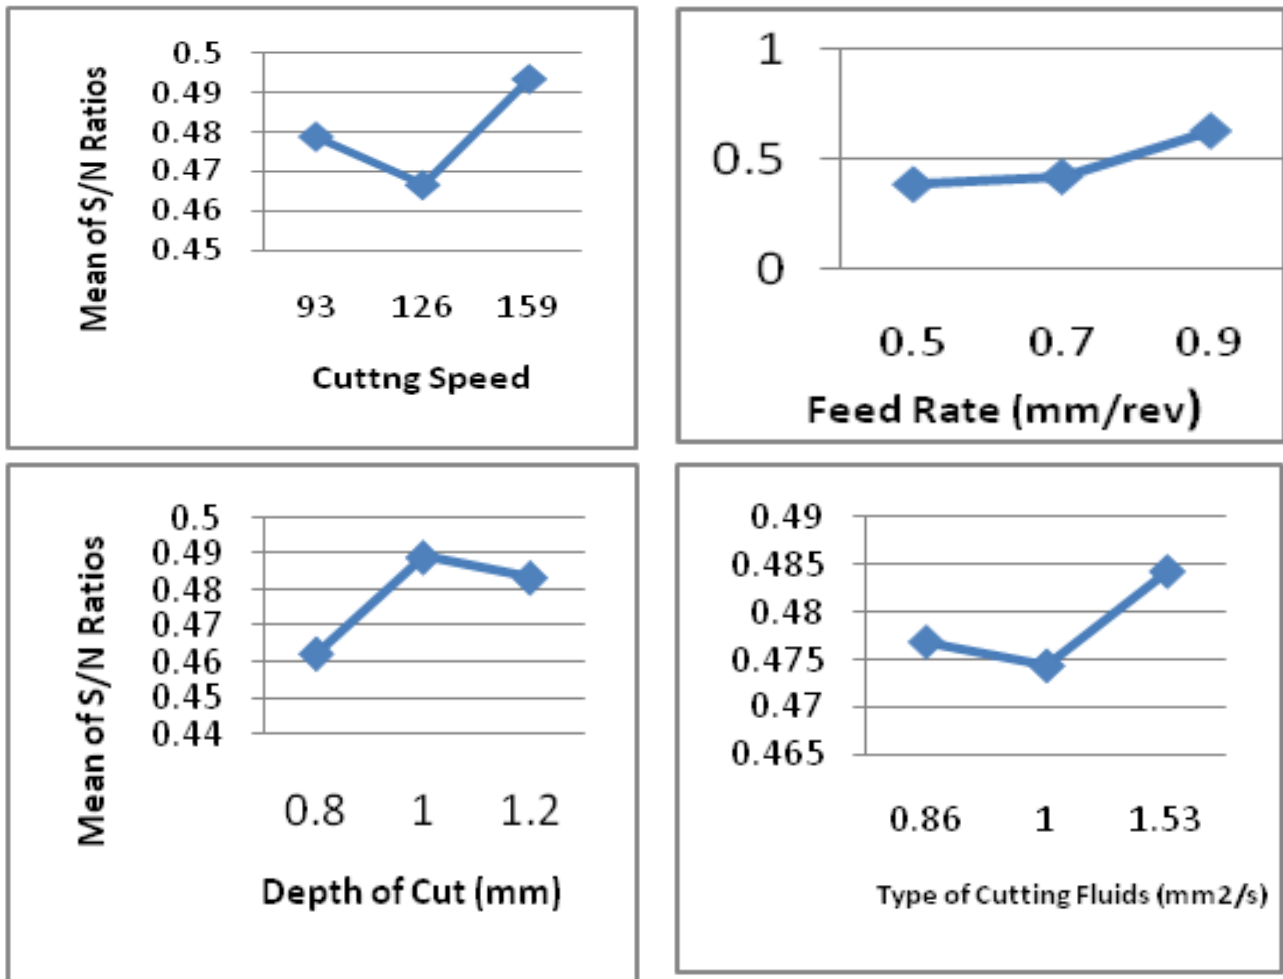 Mean of S/N Ratios
0.5
0.49
0.48
0.47
0.46
0.45
93 126 159
Cuttng Speed
1
0.5
0
0.5 0.7 0.9
Feed Rate (mm/rev)
Mean of S/N Ratios
0.5
0.49
0.48
0.47
0.46
0.45
0.44
0.8 1 1.2
Depth of Cut (mm)
0.49
0.485
0.48
0.475
0.47
0.465
0.86 1 1.53
Type of Cutting Fluids (mm2/s)